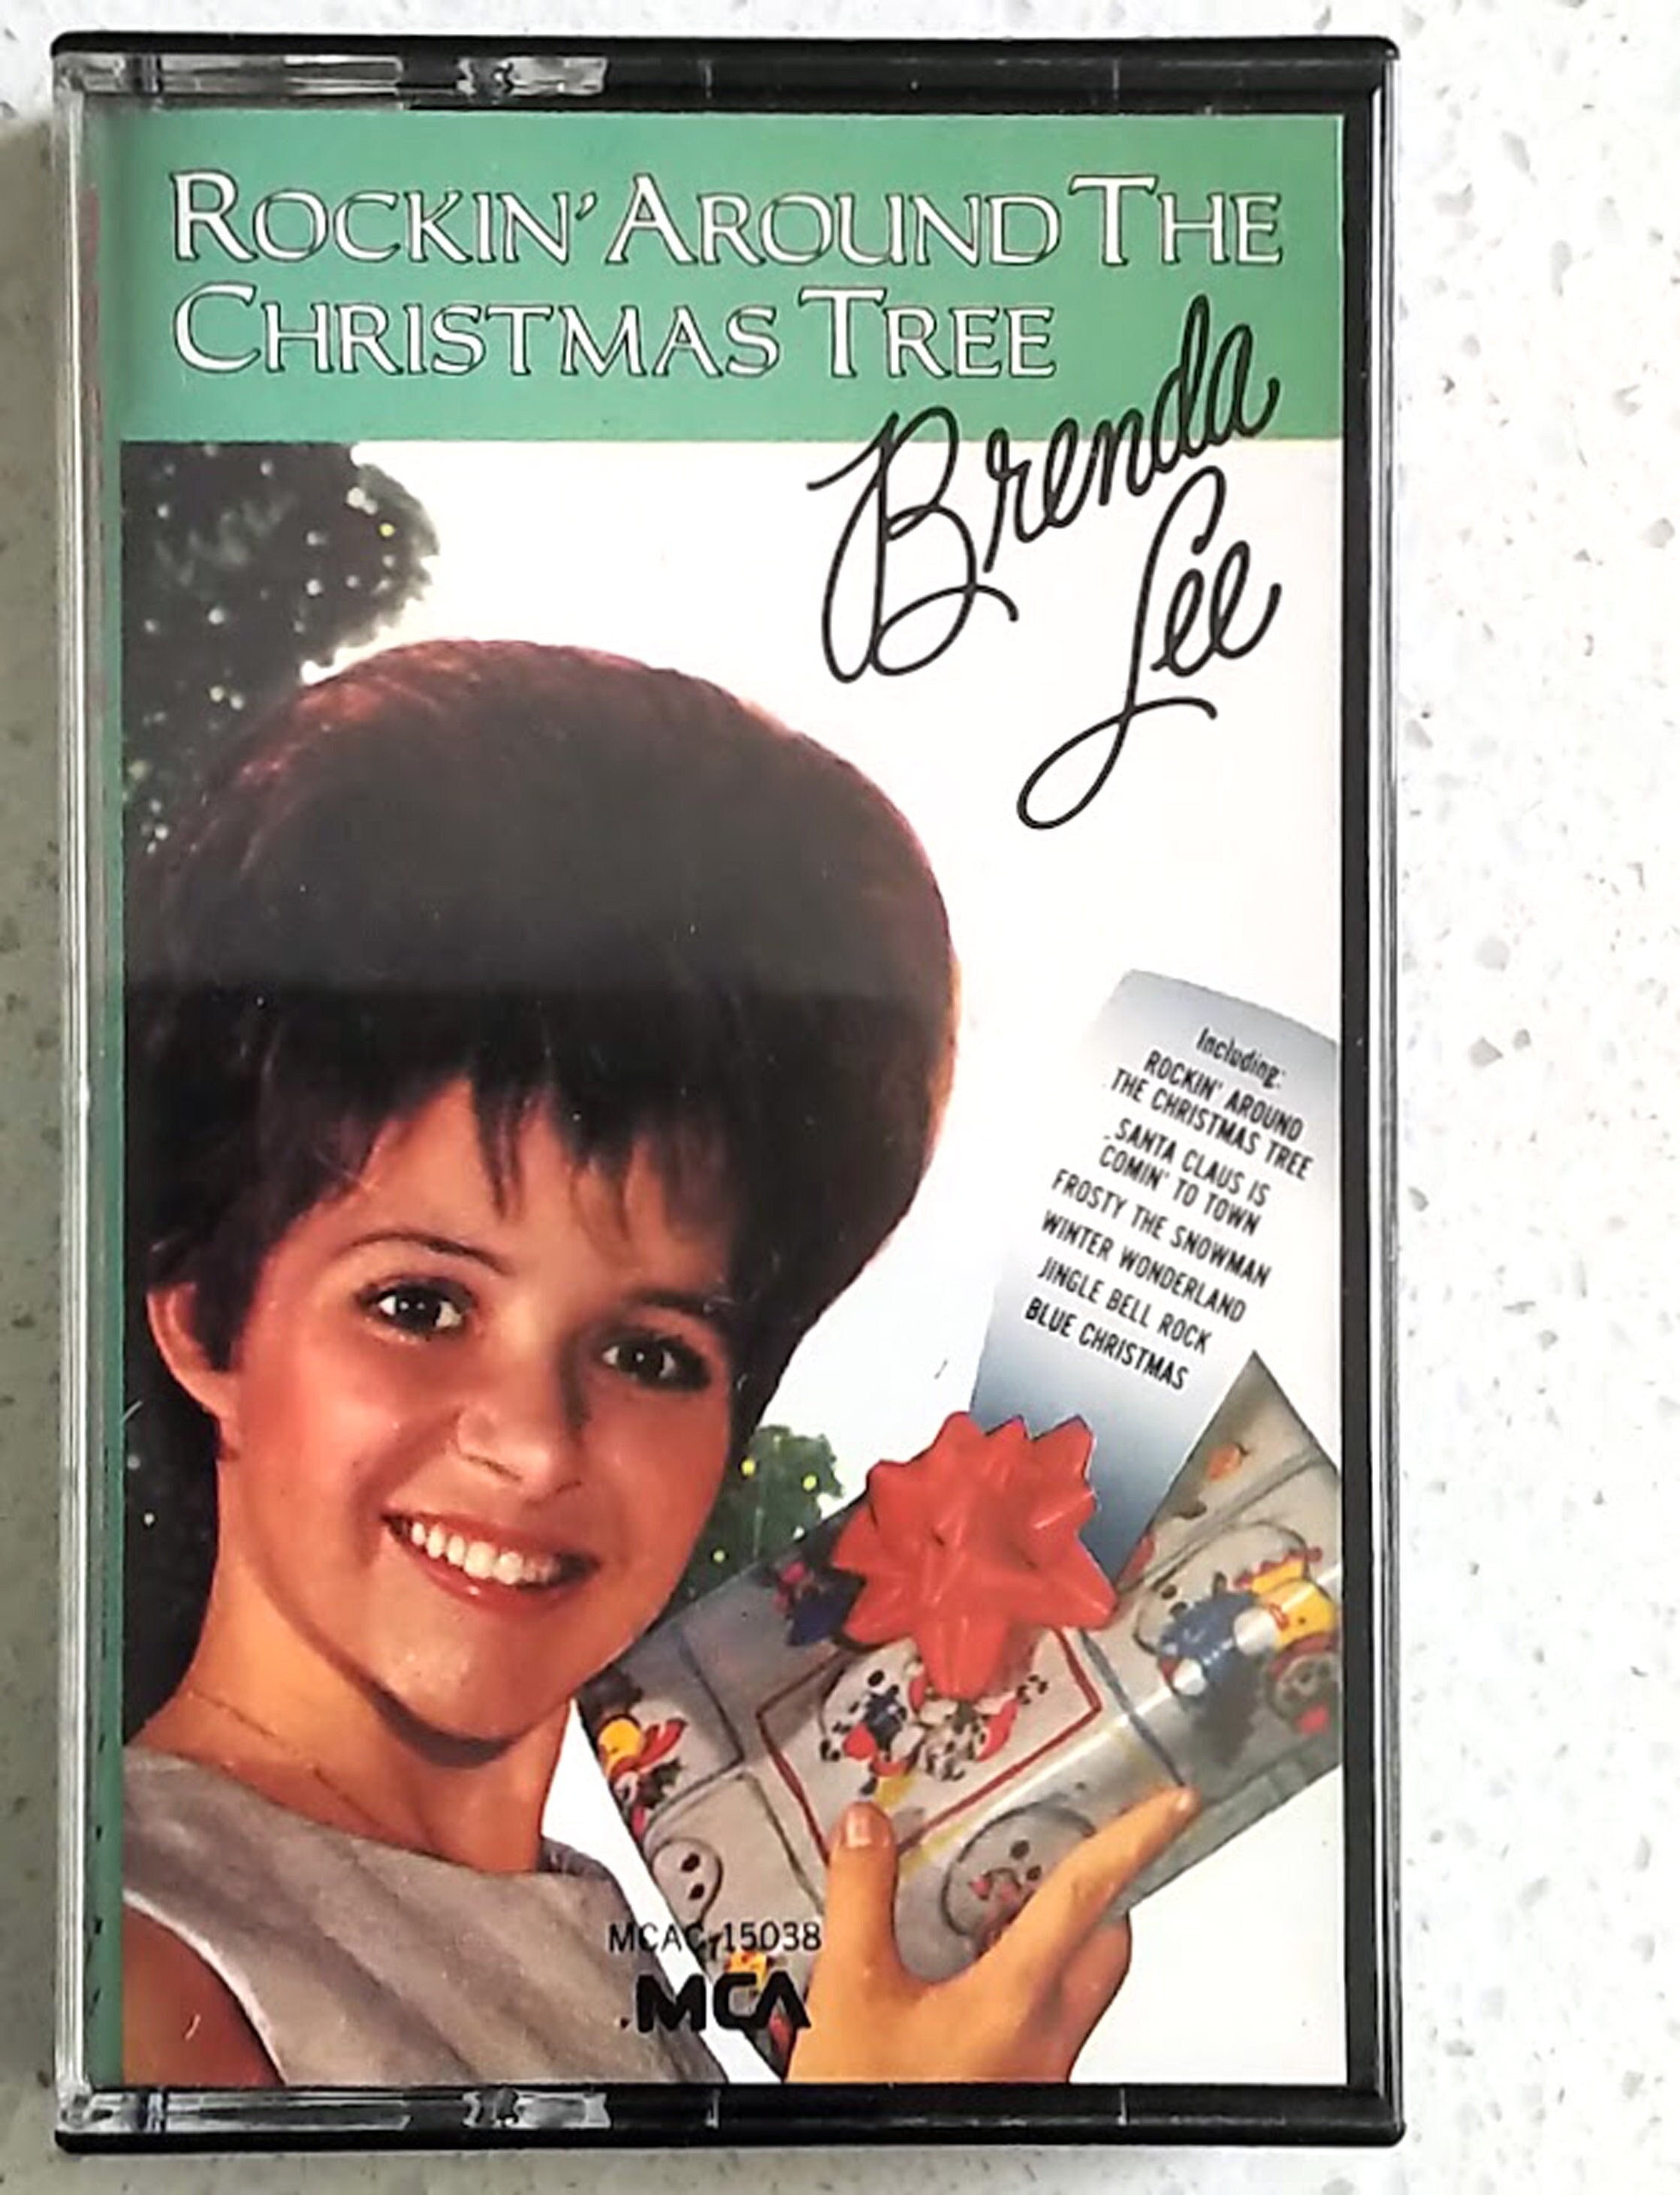 ROCKIN' AROUND THE
CHRISTMAS TREE
Brenda
Lee
Including:
ROCKIN' AROUND
THE CHRISTMAS TREE
SANTA CLAUS IS
COMIN' TO TOWN
FROSTY THE SNOWMAN
WINTER WONDERLAND
JINGLE BELL ROCK
BLUE CHRISTMAS
MCAC-15038
MCA